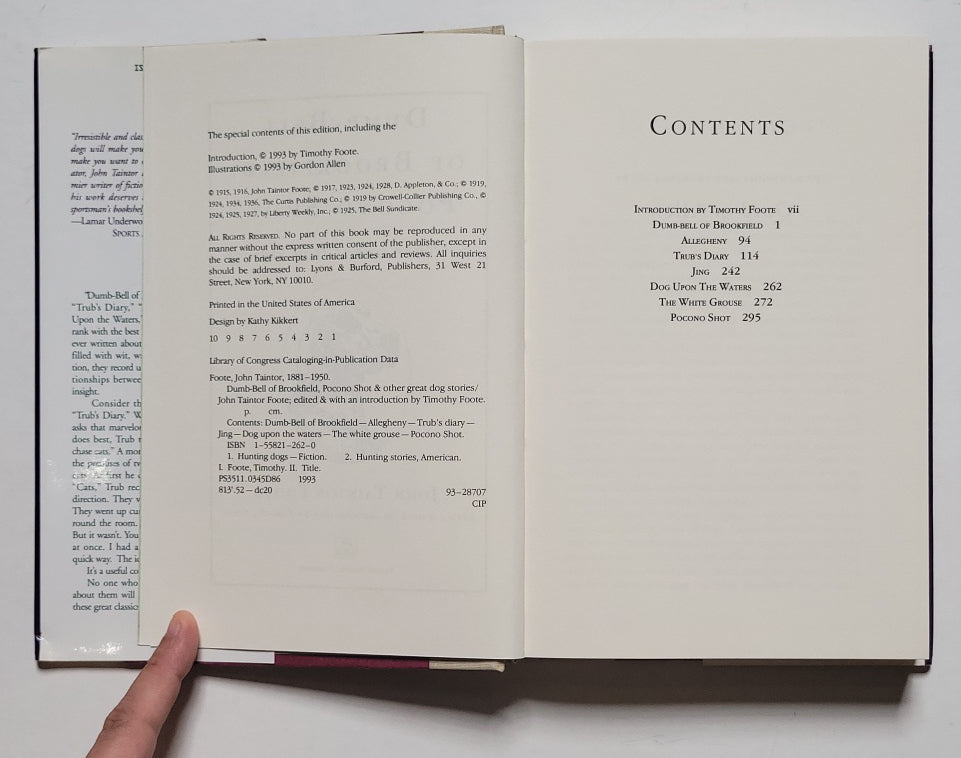 IS
"Irresistible and clas
dogs will make you
make you want to
ator, John Taintor
mier writer of fictio
his work deserves
sportsman's bookshel
—Lamar Underwo
SPORTS
"Dumb-Bell of
"Trub's Diary," "
Upon the Waters,"
rank with the best
ever written about
filled with wit, w
tion, they record u
tionships betwee
insight.
Consider th
"Trub's Diary." W
asks that marvelo
does best, Trub r
chase cats." A mor
the premises of tw
cats. At first he
"Cats," Trub rec
direction. They v
They went up cu
round the room.
But it wasn't. You
at once. I had a
quick way. The ic
It's a useful co
No one who
about them will
these great classic
The special contents of this edition, including the
Introduction, © 1993 by Timothy Foote.
Illustrations © 1993 by Gordon Allen
© 1915, 1916, John Taintor Foote; © 1917, 1923, 1924, 1928, D. Appleton, & Co.; © 1919,
1924, 1934, 1936, The Curtis Publishing Co.; © 1919 by Crowell-Collier Publishing Co., ©
1924, 1925, 1927, by Liberty Weekly, Inc.; © 1925, The Bell Sundicate.
ALL RIGHTS RESERVED. No part of this book may be reproduced in any
manner without the express written consent of the publisher, except in
the case of brief excerpts in critical articles and reviews. All inquiries
should be addressed to: Lyons & Burford, Publishers, 31 West 21
Street, New York, NY 10010.
Printed in the United States of America
Design by Kathy Kikkert
10 9 8 7 6 5 4 3 2 1
Library of Congress Cataloging-in-Publication Data
Foote, John Taintor, 1881–1950.
Dumb-Bell of Brookfield, Pocono Shot & other great dog stories/
John Taintor Foote; edited & with an introduction by Timothy Foote.
p. cm.
Contents: Dumb-Bell of Brookfield—Allegheny—Trub's diary—
Jing—Dog upon the waters—The white grouse—Pocono Shot.
ISBN 1-55821-262-0
1. Hunting dogs—Fiction. 2. Hunting stories, American.
I. Foote, Timothy. II. Title.
PS3511.O345D86 1993
813'.52—dc20 93-28707
CIP
CONTENTS
INTRODUCTION BY TIMOTHY FOOTE vii
DUMB-BELL OF BROOKFIELD 1
ALLEGHENY 94
TRUB'S DIARY 114
JING 242
DOG UPON THE WATERS 262
THE WHITE GROUSE 272
POCONO SHOT 295